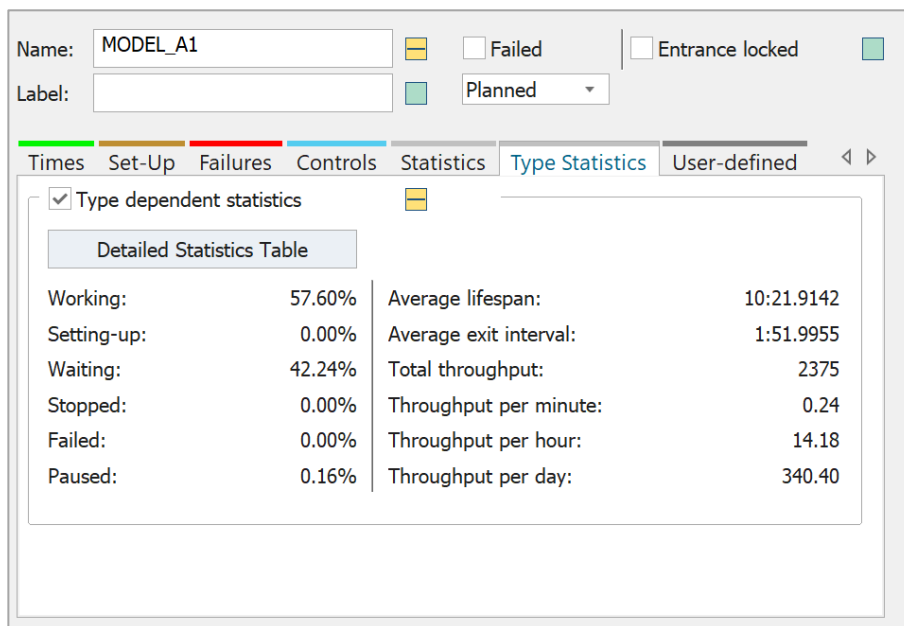 Name: MODEL_A1 Failed Entrance locked
Label: Planned
Times Set-Up Failures Controls Statistics Type Statistics User-defined
Type dependent statistics
Detailed Statistics Table
Working: 57.60% Average lifespan: 10:21.9142
Setting-up: 0.00% Average exit interval: 1:51.9955
Waiting: 42.24% Total throughput: 2375
Stopped: 0.00% Throughput per minute: 0.24
Failed: 0.00% Throughput per hour: 14.18
Paused: 0.16% Throughput per day: 340.40